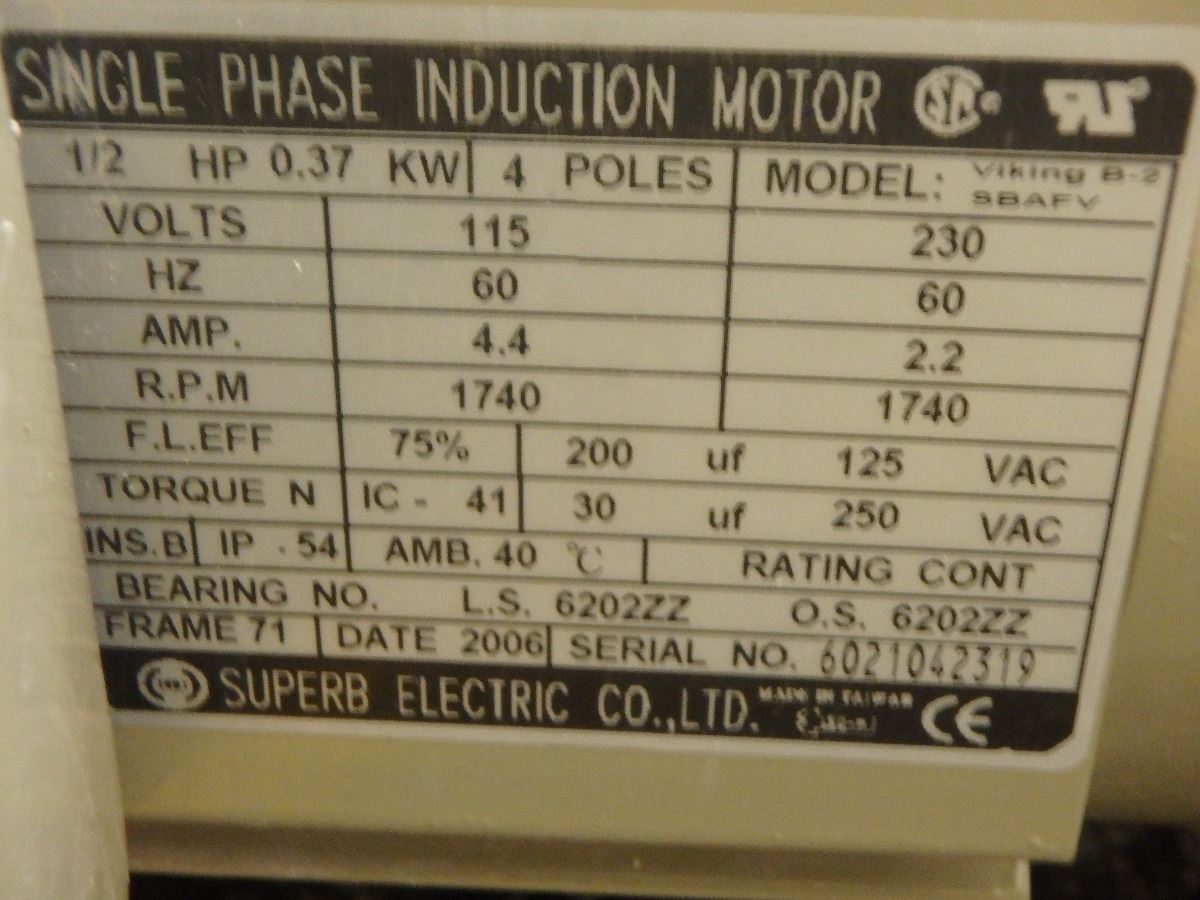 SINGLE PHASE INDUCTION MOTOR
1/2 HP 0.37 KW 4 POLES MODEL: Viking B-2
SBAFV
VOLTS 115 230
HZ 60 60
AMP. 4.4 2.2
R.P.M 1740 1740
F.L.EFF 75% 200 uf 125 VAC
TORQUE N IC - 41 30 uf 250 VAC
INS.B IP . 54 AMB. 40 ℃ RATING CONT
BEARING NO. L.S. 6202ZZ O.S. 6202ZZ
FRAME 71 DATE 2006 SERIAL NO. 6021042319
SUPERB ELECTRIC CO.,LTD. MADE IN TAIWAN CE